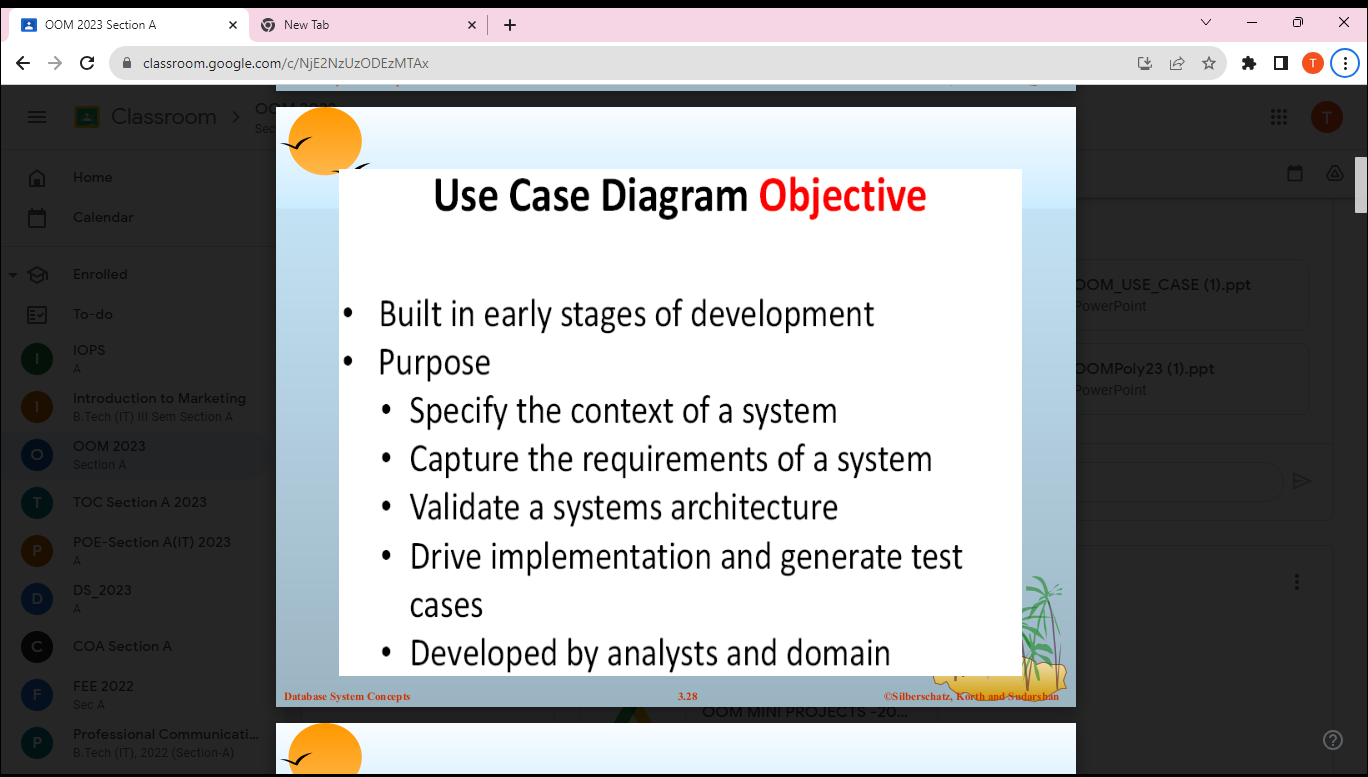 OOM 2023 Section A
New Tab
classroom.google.com/c/NjE2NzUzODEzMTAx
T
Classroom
T
Home
Calendar
Enrolled
To-do
I
IOPS
A
I
Introduction to Marketing
B.Tech (IT) III Sem Section A
O
OOM 2023
Section A
T
TOC Section A 2023
P
POE-Section A(IT) 2023
A
D
DS_2023
A
C
COA Section A
F
FEE 2022
Sec A
P
Professional Communicati...
B.Tech (IT), 2022 (Section-A)
Use Case Diagram Objective
• Built in early stages of development
• Purpose
• Specify the context of a system
• Capture the requirements of a system
• Validate a systems architecture
• Drive implementation and generate test
cases
• Developed by analysts and domain
Database System Concepts
3.28
©Silberschatz, Korth and Sudarshan
OOM_USE_CASE (1).ppt
PowerPoint
OOMPoly23 (1).ppt
PowerPoint
OOM MINI PROJECTS -20...